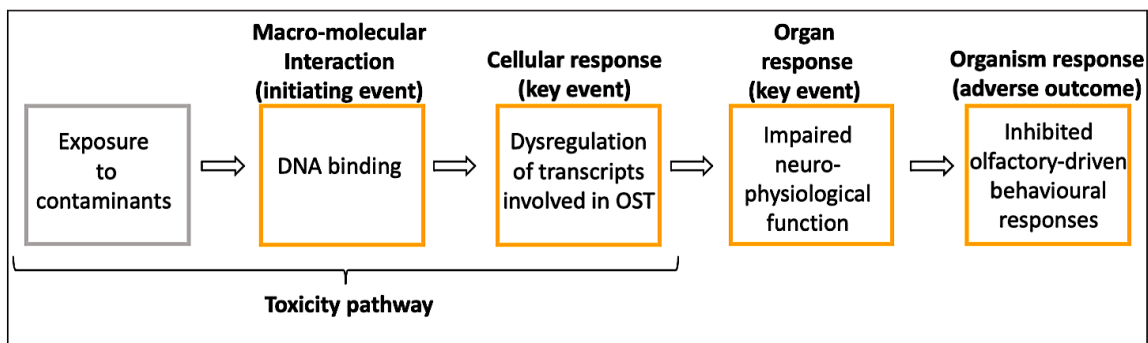 Macro-molecular
Interaction
(initiating event)
Cellular response
(key event)
Organ
response
(key event)
Organism response
(adverse outcome)
Exposure
to
contaminants
DNA binding
Dysregulation
of transcripts
involved in OST
Impaired
neuro-
physiological
function
Inhibited
olfactory-driven
behavioural
responses
Toxicity pathway